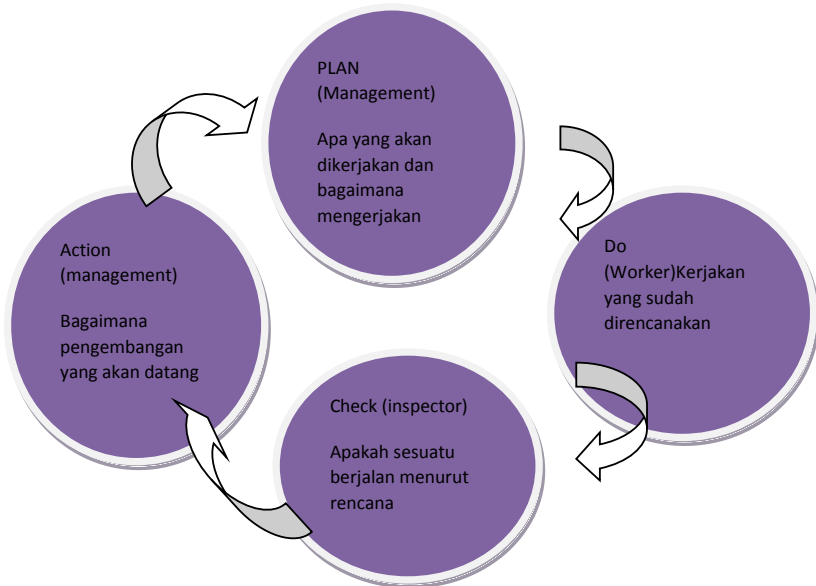 PLAN
(Management)
Apa yang akan
dikerjakan dan
bagaimana
mengerjakan
Do
(Worker)Kerjakan
yang sudah
direncanakan
Check (inspector)
Apakah sesuatu
berjalan menurut
rencana
Action
(management)
Bagaimana
pengembangan
yang akan datang